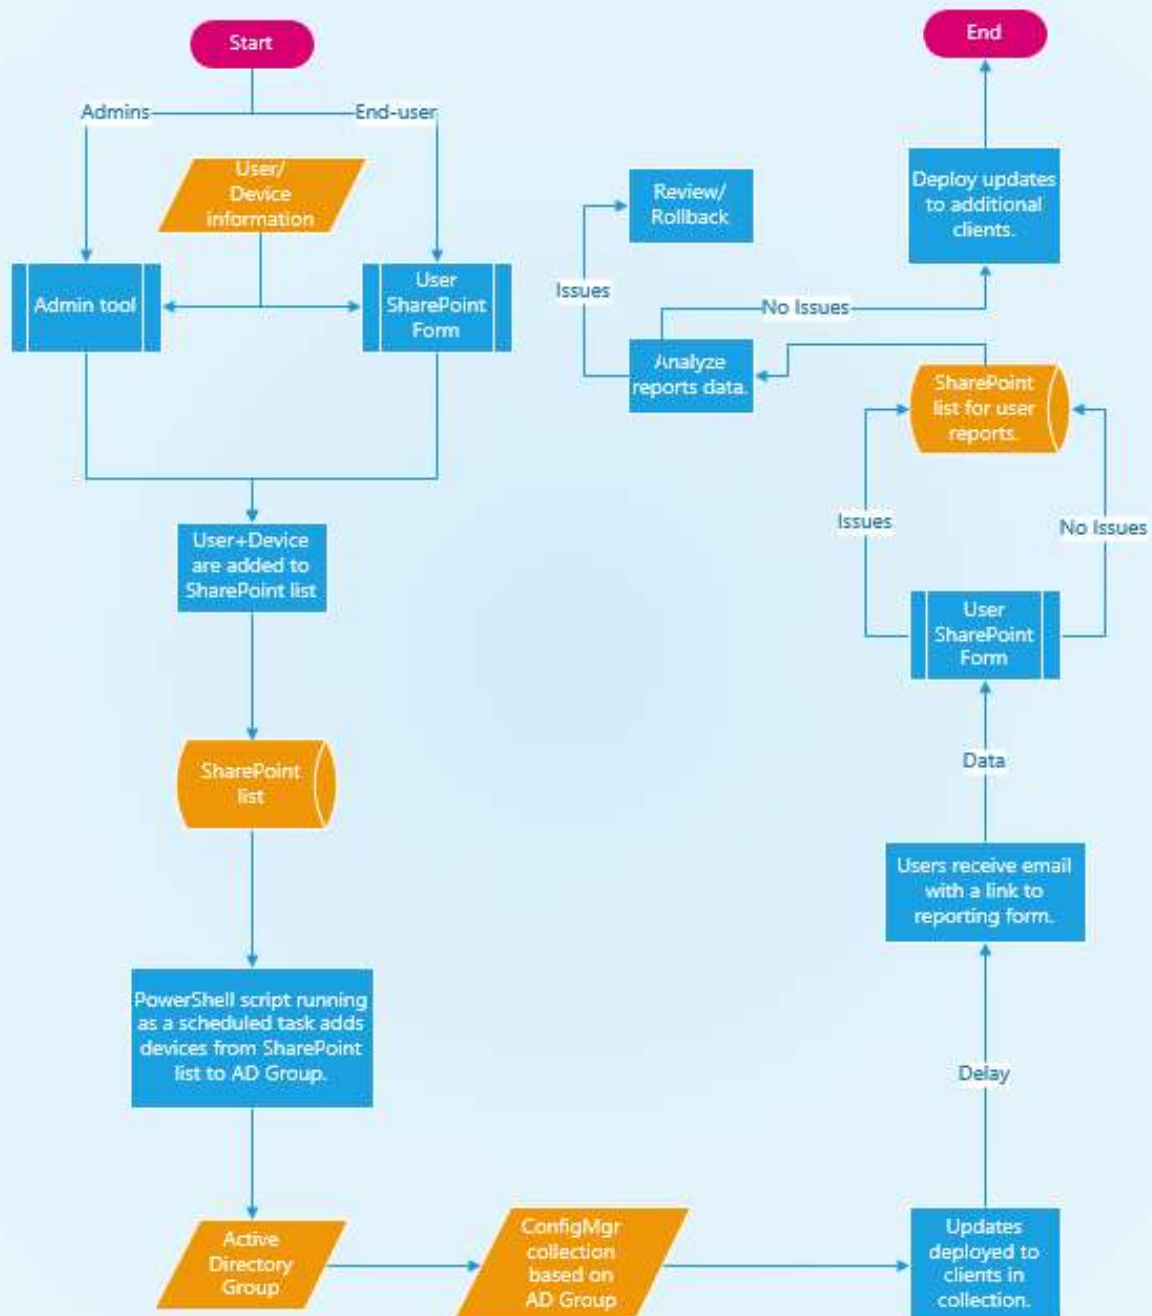 Start
Admins
End-user
User/
Device
information
Admin tool
User
SharePoint
Form
User+Device
are added to
SharePoint list
SharePoint
list
PowerShell script running
as a scheduled task adds
devices from SharePoint
list to AD Group.
Active
Directory
Group
ConfigMgr
collection
based on
AD Group
Updates
deployed to
clients in
collection.
Delay
Users receive email
with a link to
reporting form.
Data
User
SharePoint
Form
Issues
No Issues
SharePoint
list for user
reports.
Analyze
reports data.
Issues
No Issues
Review/
Rollback
Deploy updates
to additional
clients.
End